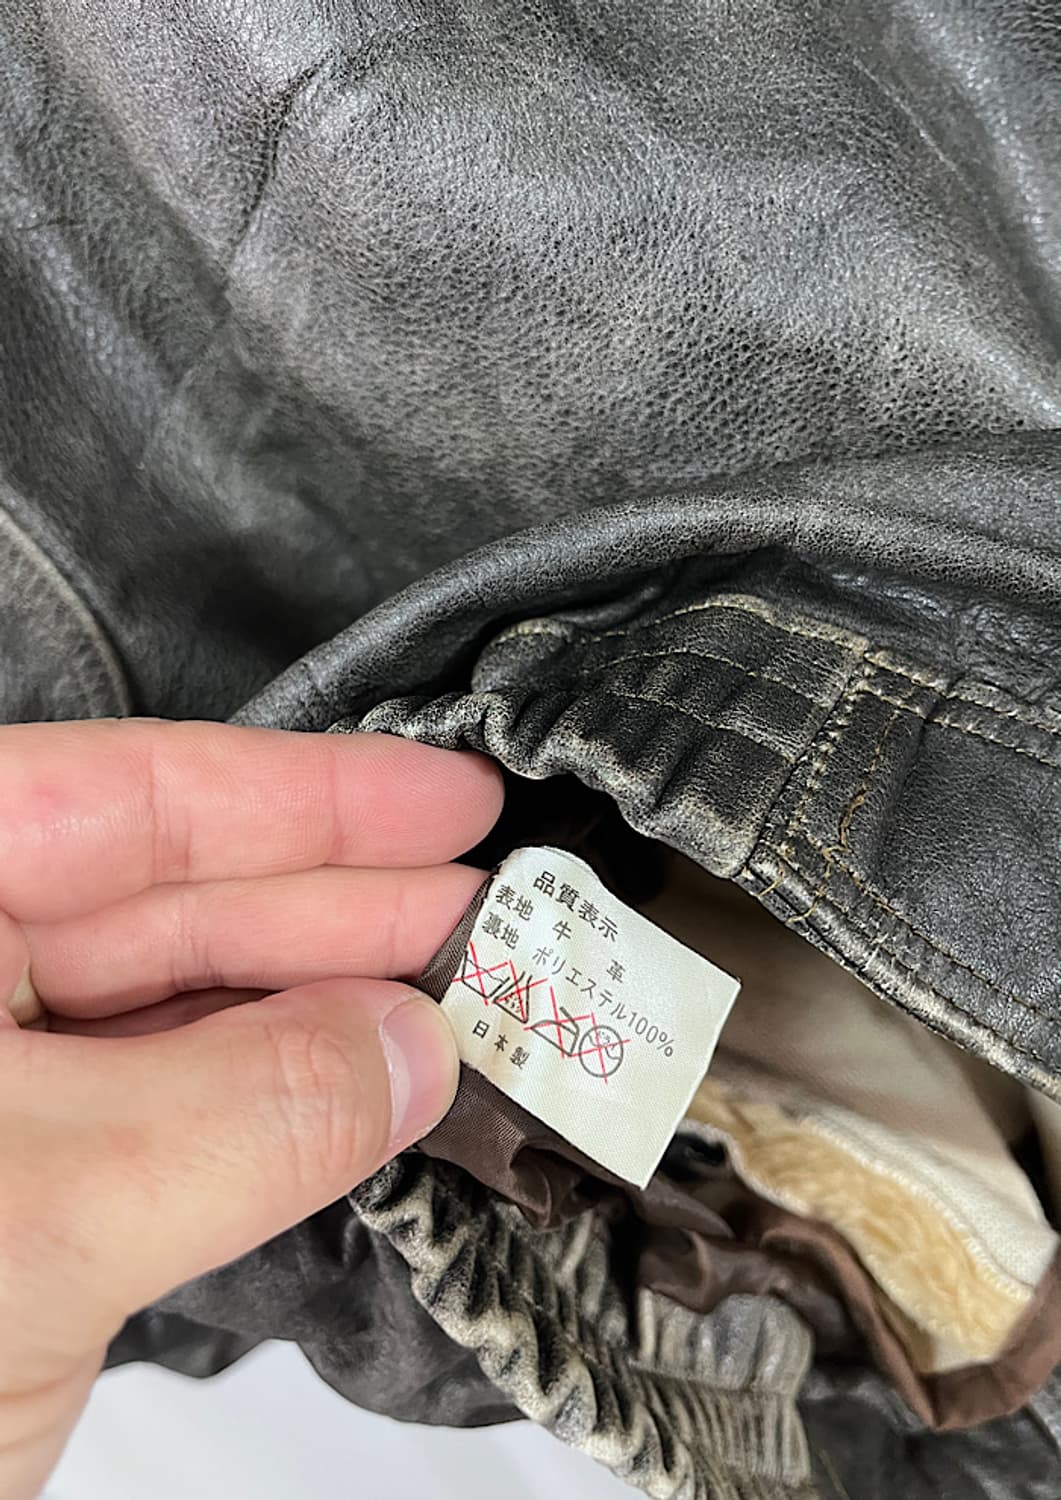 品質表示
表地 牛 革
裏地 ポリエステル100%
日本製